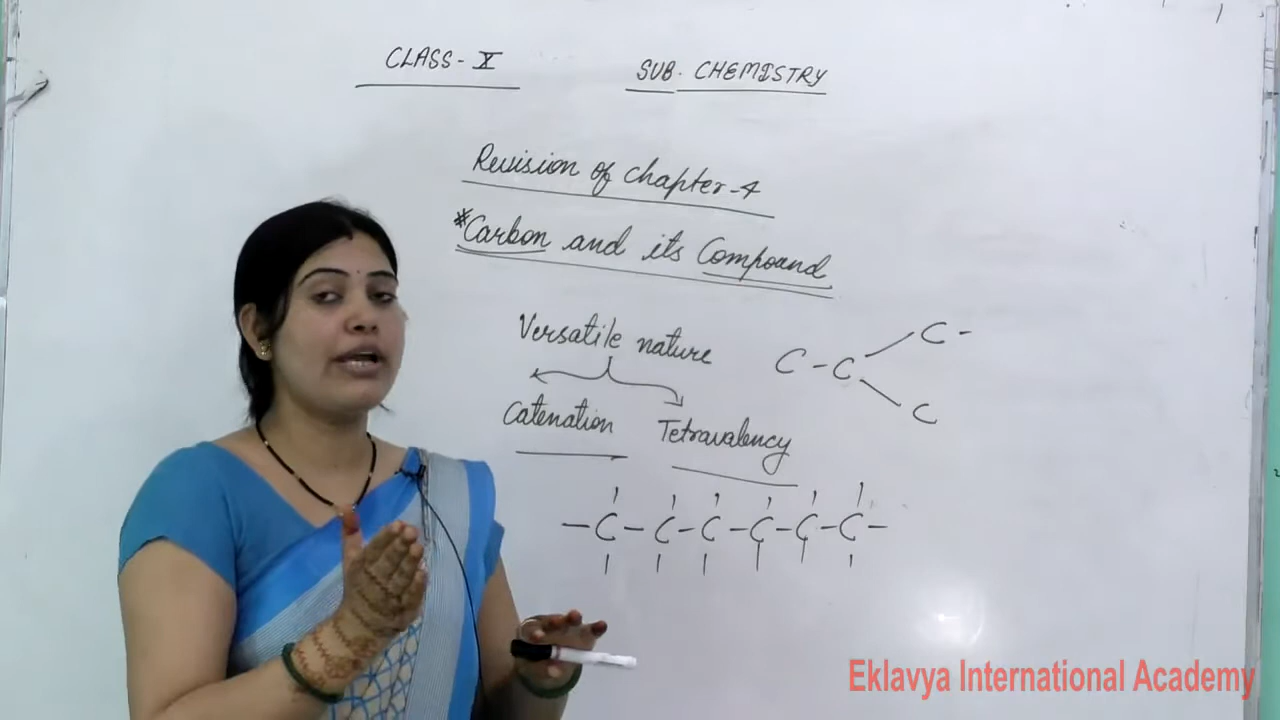 CLASS - X
SUB. CHEMISTRY
Revision of Chapter-4
*Carbon and its Compound
Versatile nature
Catenation
Tetravalency
C - C
C -
C
- C - C - C - C - C - C -
Eklavya International Academy